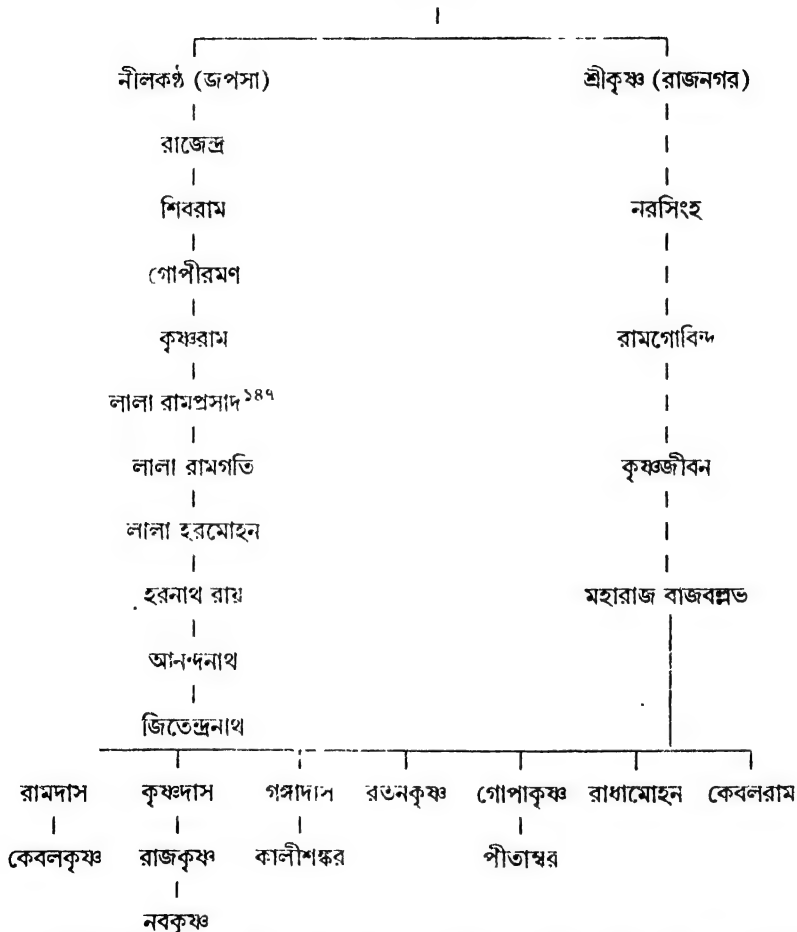 নীলকণ্ঠ (জপসা) শ্রীকৃষ্ণ (রাজনগর)
রাজেন্দ্র
শিবরাম নরসিংহ
গোপীরমণ
কৃষ্ণরাম রামগোবিন্দ
লালা রামপ্রসাদ১৪৭
লালা রামগতি কৃষ্ণজীবন
লালা হরমোহন
হরনাথ রায় মহারাজ বাজবল্লভ
আনন্দনাথ
জিতেন্দ্রনাথ
রামদাস কৃষ্ণদাস গঙ্গাদাস রতনকৃষ্ণ গোপাকৃষ্ণ রাধামোহন কেবলরাম
কেবলকৃষ্ণ রাজকৃষ্ণ কালীশঙ্কর পীতাম্বর
নবকৃষ্ণ